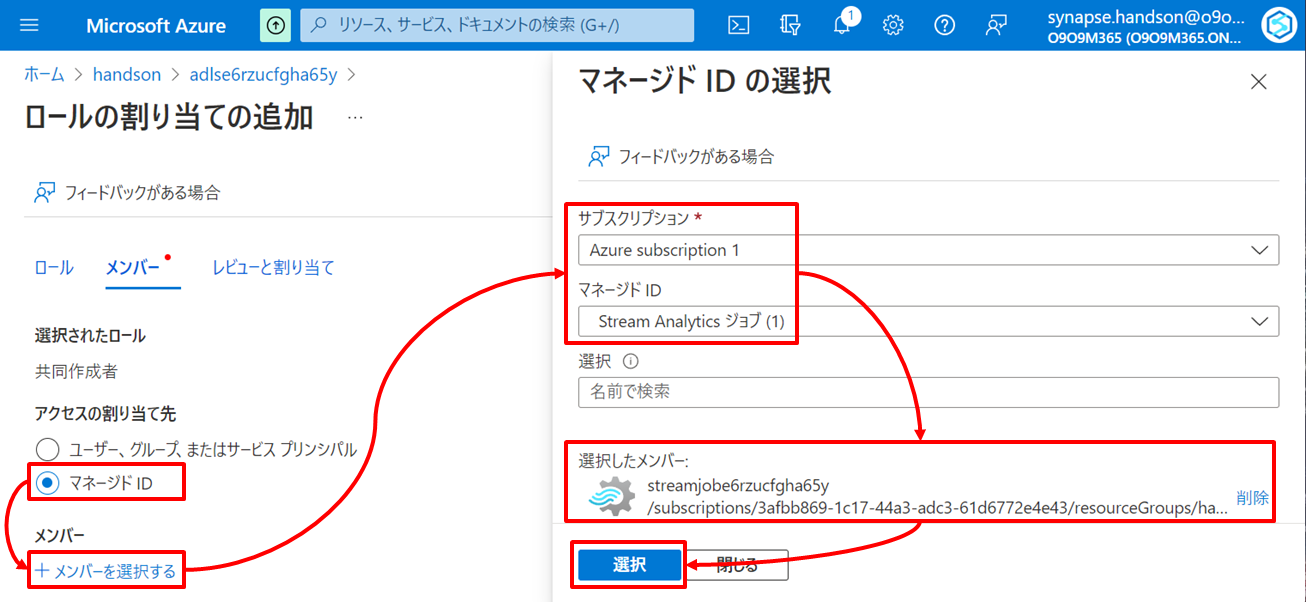 Microsoft Azure
リソース、サービス、ドキュメントの検索 (G+/)
1
synapse.handson@o9o...
O9O9M365 (O9O9M365.ON...
ホーム > handson > adlse6rzucfgha65y >
ロールの割り当ての追加 ...
フィードバックがある場合
ロール メンバー レビューと割り当て
選択されたロール
共同作成者
アクセスの割り当て先
ユーザー、グループ、またはサービス プリンシパル
マネージド ID
メンバー
+ メンバーを選択する
マネージド ID の選択
フィードバックがある場合
サブスクリプション *
Azure subscription 1
マネージド ID
Stream Analytics ジョブ (1)
選択
名前で検索
選択したメンバー:
streamjobe6rzucfgha65y
/subscriptions/3afbb869-1c17-44a3-adc3-61d6772e4e43/resourceGroups/ha...
削除
選択 閉じる